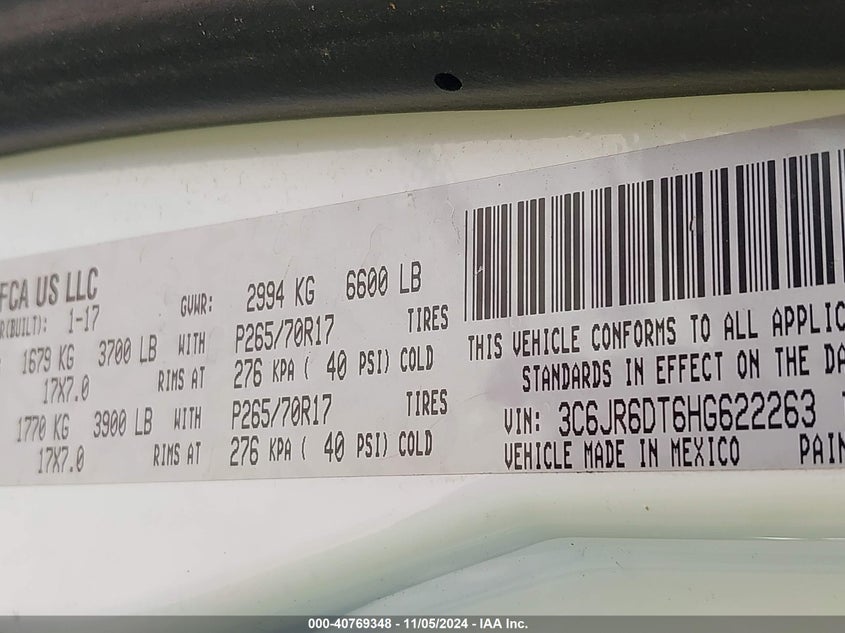 FCA US LLC
R(BUILT): 1-17
GVWR: 2994 KG 6600 LB
1679 KG 3700 LB WITH P265/70R17 TIRES
17X7.0 RIMS AT 276 KPA ( 40 PSI) COLD
1770 KG 3900 LB WITH P265/70R17 TIRES
17X7.0 RIMS AT 276 KPA ( 40 PSI) COLD
THIS VEHICLE CONFORMS TO ALL APPLIC
STANDARDS IN EFFECT ON THE DA
VIN: 3C6JR6DT6HG622263
VEHICLE MADE IN MEXICO PAIN
000-40769348 - 11/05/2024 - IAA Inc.